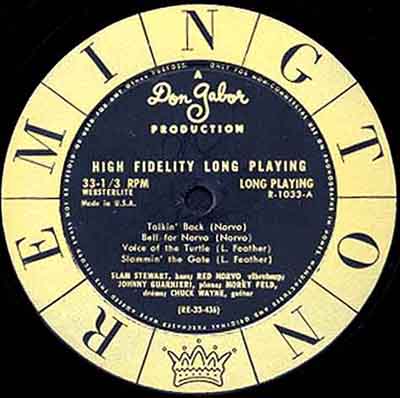 REMINGTON
A
Don Gabor
PRODUCTION
HIGH FIDELITY LONG PLAYING
33-1/3 RPM
WEBSTERLITE
Made in U.S.A.
LONG PLAYING
R-1033-A
Talkin' Back (Norvo)
Bell for Norvo (Norvo)
Voice of the Turtle (L. Feather)
Slammin' the Gate (L. Feather)
SLAM STEWART, bass; RED NORVO, vibraharp;
JOHNNY GUARNIERI, piano; MOREY FELD,
drums; CHUCK WAYNE, guitar
(RE-33-436)